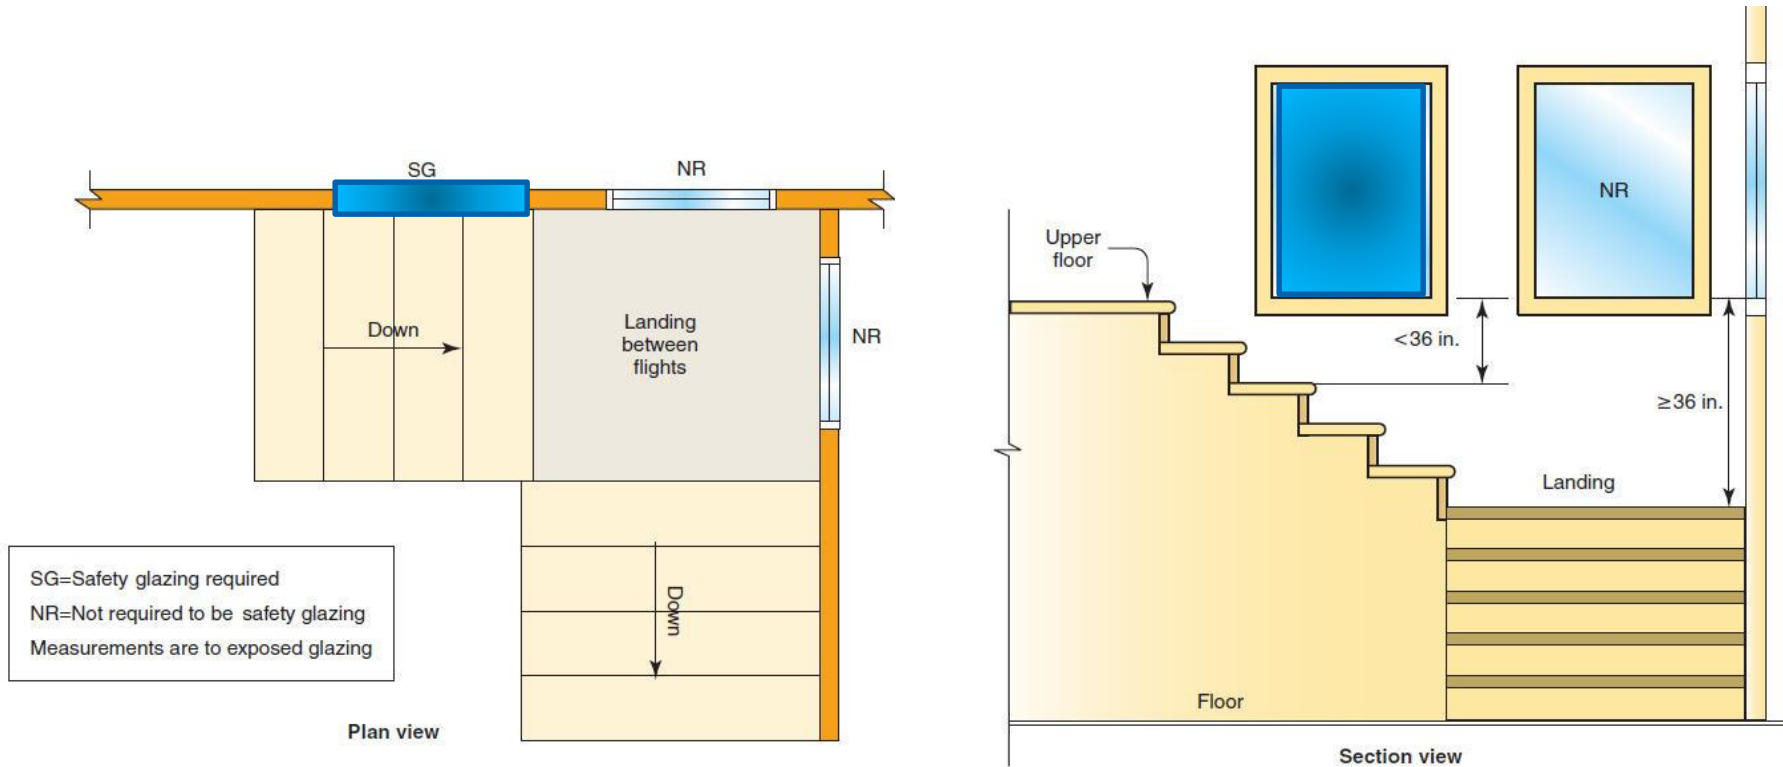 SG
NR
Down
Landing
between
flights
NR
Down
SG=Safety glazing required
NR=Not required to be safety glazing
Measurements are to exposed glazing
Plan view
Upper
floor
NR
<36 in.
≥36 in.
Landing
Floor
Section view